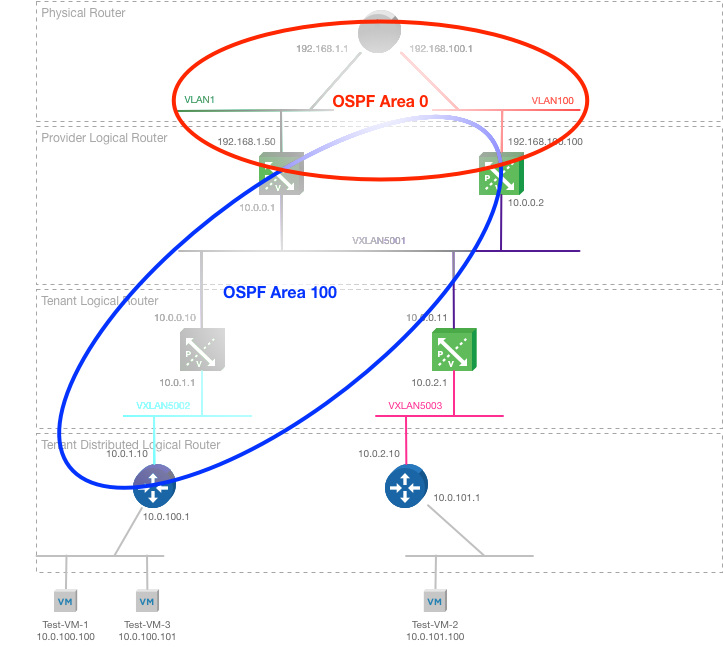 Physical Router
192.168.1.1
192.168.100.1
VLAN1
OSPF Area 0
VLAN100
Provider Logical Router
192.168.1.50
192.168.100.100
P
V
P
V
10.0.0.1
10.0.0.2
VXLAN5001
OSPF Area 100
Tenant Logical Router
10.0.0.10
10.0.0.11
P
V
P
V
10.0.1.1
10.0.2.1
VXLAN5002
VXLAN5003
Tenant Distributed Logical Router
10.0.1.10
10.0.2.10
10.0.100.1
10.0.101.1
VM
VM
VM
Test-VM-1
10.0.100.100
Test-VM-3
10.0.100.101
Test-VM-2
10.0.101.100